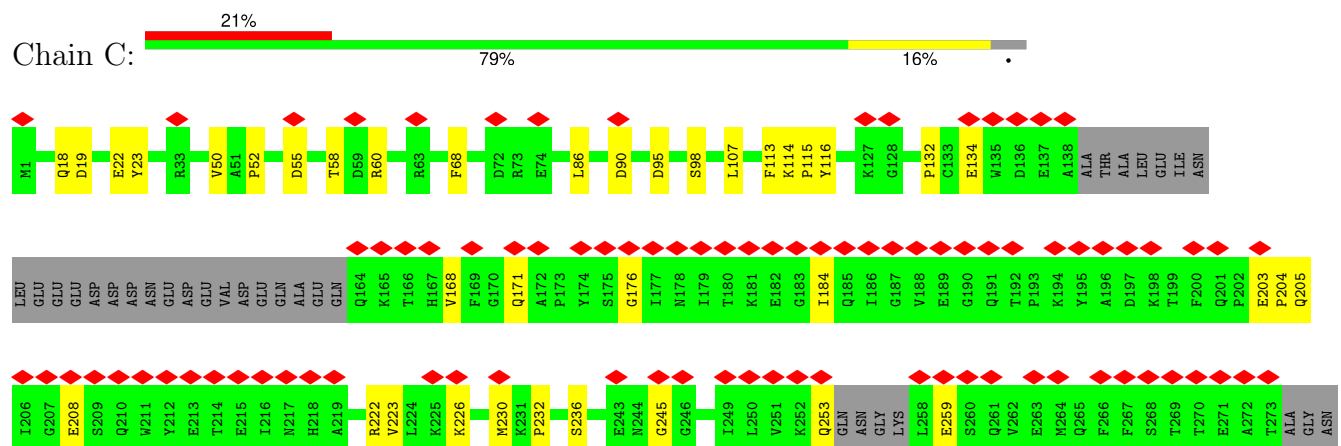 21%
Chain C:
79% 16% •
M1 Q18 D19 E22 Y23 R33 V50 A51 P52 D55 T58 D59 R60 R63 F68 D72 R73 E74 L86 D90 D95 S98 L107 F113 K114 P115 Y116 K127 G128 P132 C133 E134 W135 D136 E137 A138 ALA THR ALA LEU GLU ILE ASN
LEU GLU GLU GLU ASP ASP ASP ASN GLU ASP GLU VAL ASP GLU GLN ALA GLU GLN Q164 K165 T166 H167 V168 F169 G170 Q171 A172 P173 Y174 S175 G176 I177 N178 I179 T180 K181 E182 G183 I184 Q185 I186 G187 V188 E189 G190 Q191 T192 P193 K194 Y195 A196 D197 K198 T199 F200 Q201 P202 E203 P204 Q205
I206 G207 E208 S209 Q210 W211 Y212 E213 T214 E215 I216 N217 H218 A219 R222 V223 L224 K225 K226 M230 K231 P232 S236 E243 N244 G245 G246 I249 L250 V251 K252 Q253 GLN ASN GLY LYS L258 E259 S260 Q261 V262 E263 M264 Q265 F266 F267 S268 T269 T270 E271 A272 T273 ALA GLY ASN